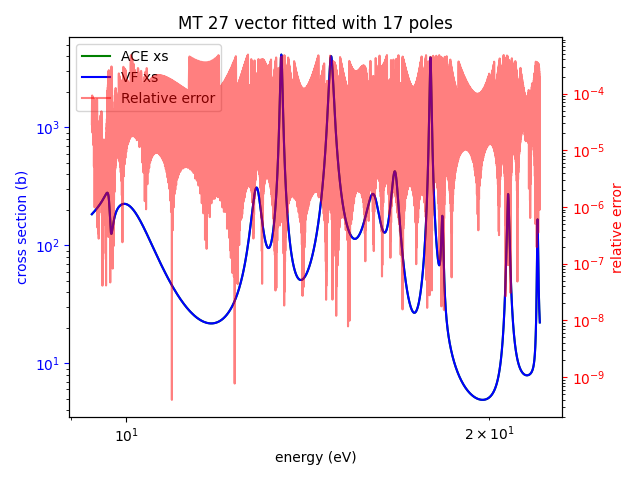 MT 27 vector fitted with 17 poles
ACE xs
VF xs
Relative error
cross section (b)
10³
10²
10¹
10⁻⁴
10⁻⁵
10⁻⁶
10⁻⁷
10⁻⁸
10⁻⁹
relative error
10¹
2 × 10¹
energy (eV)